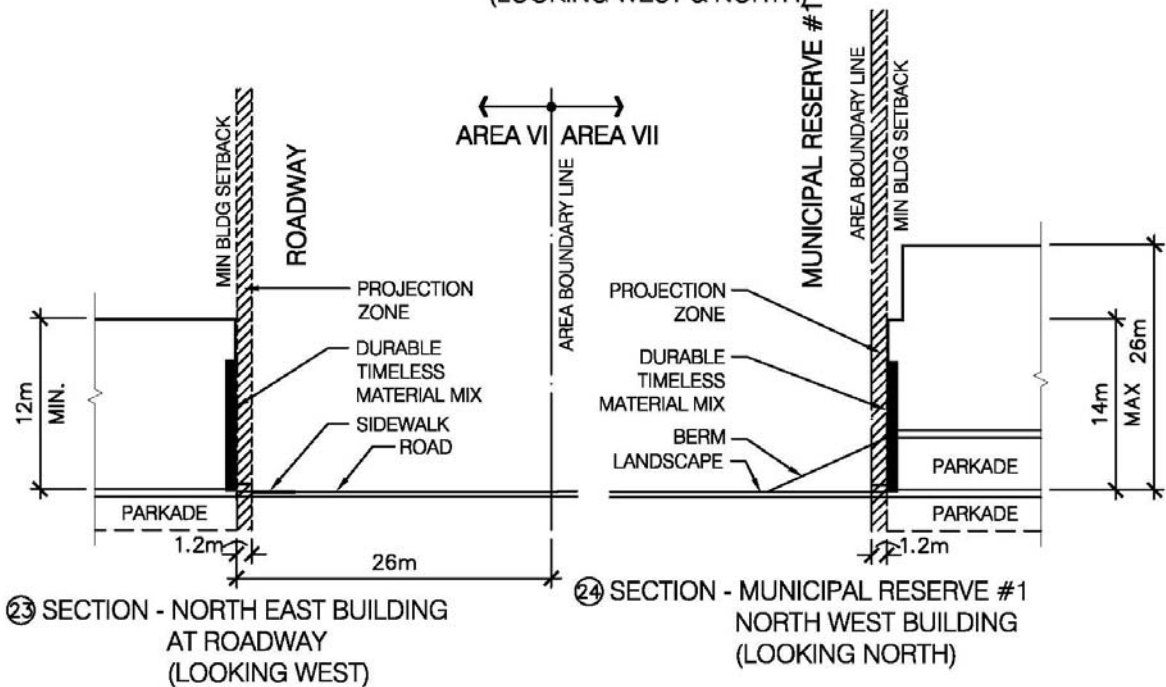 (LOOKING WEST & NORTH)
MIN BLDG SETBACK
ROADWAY
AREA VI
AREA VII
AREA BOUNDARY LINE
PROJECTION
ZONE
DURABLE
TIMELESS
MATERIAL MIX
SIDEWALK
ROAD
12m
MIN.
PARKADE
1.2m
26m
23 SECTION - NORTH EAST BUILDING
AT ROADWAY
(LOOKING WEST)
MUNICIPAL RESERVE #1
AREA BOUNDARY LINE
MIN BLDG SETBACK
PROJECTION
ZONE
DURABLE
TIMELESS
MATERIAL MIX
BERM
LANDSCAPE
PARKADE
PARKADE
14m
MAX 26m
1.2m
24 SECTION - MUNICIPAL RESERVE #1
NORTH WEST BUILDING
(LOOKING NORTH)